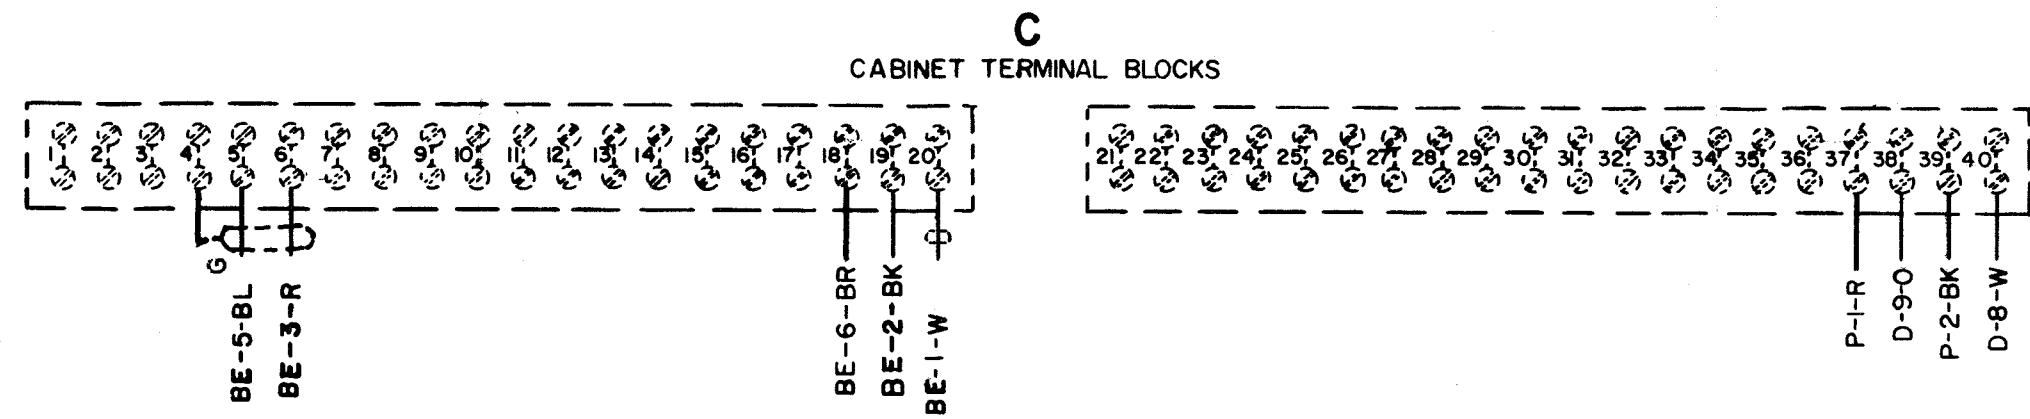 C
CABINET TERMINAL BLOCKS
1 2 3 4 5 6 7 8 9 10 11 12 13 14 15 16 17 18 19 20
21 22 23 24 25 26 27 28 29 30 31 32 33 34 35 36 37 38 39 40
G
BE-5-BL
BE-3-R
BE-6-BR
BE-2-BK
BE-1-W
P-1-R
D-9-O
P-2-BK
D-8-W